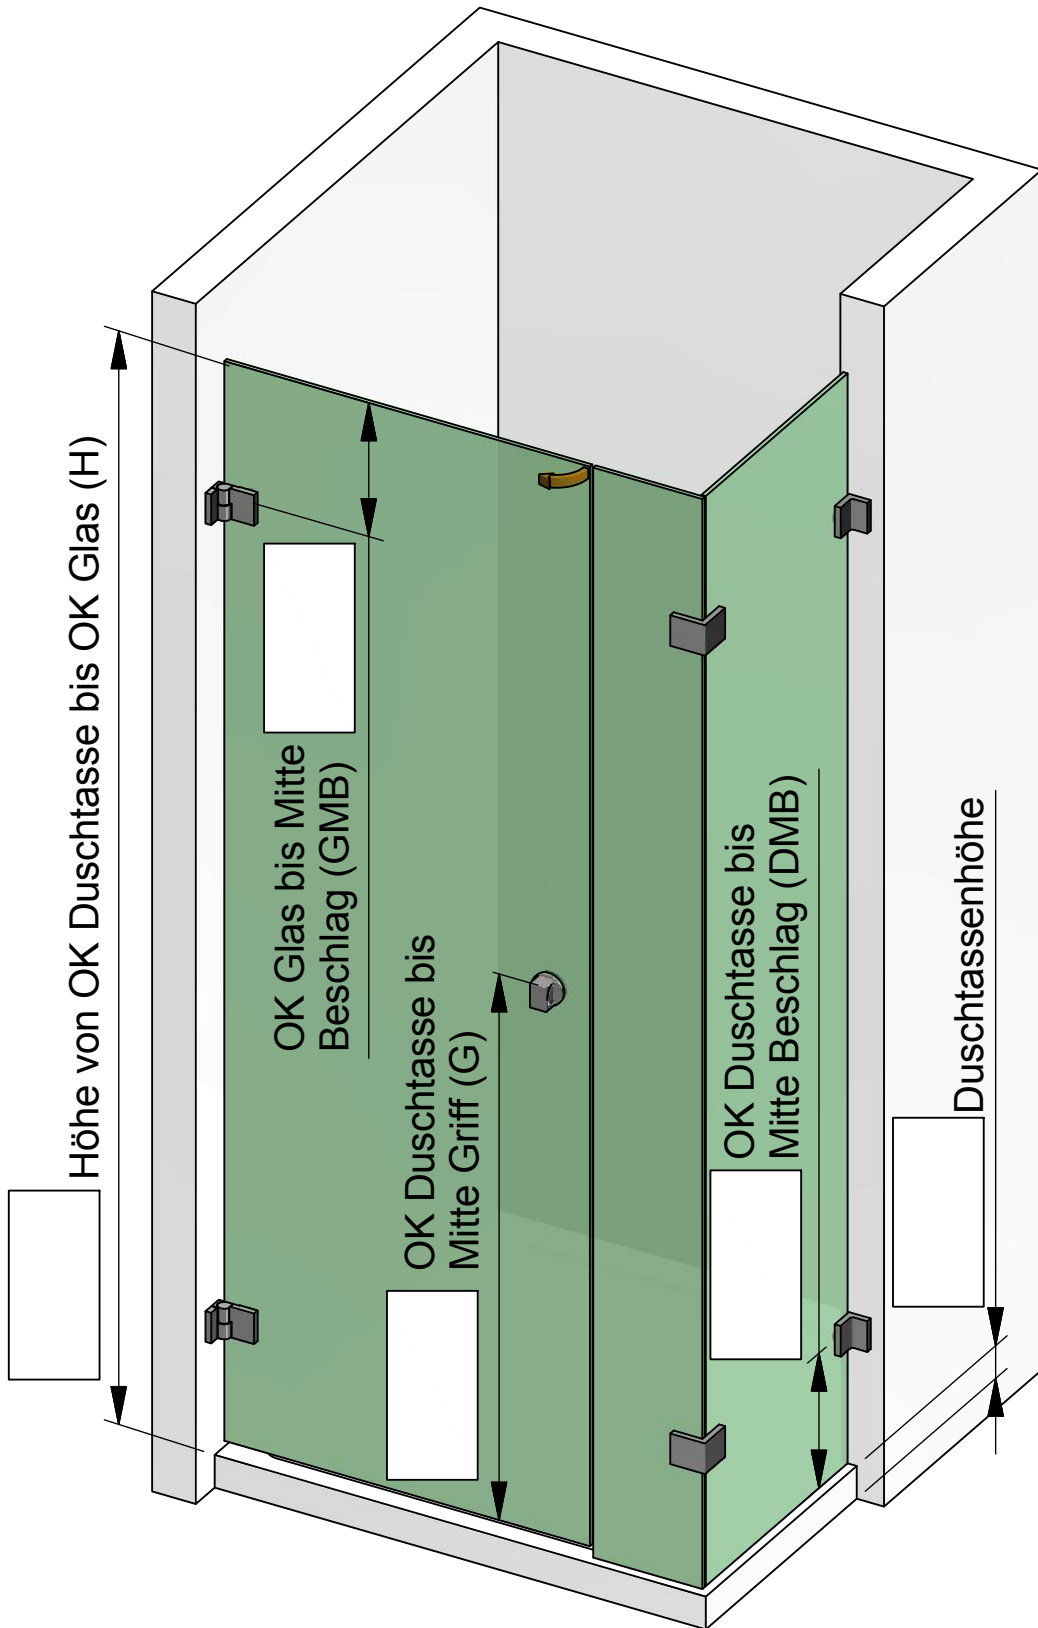 Höhe von OK Duschtasse bis OK Glas (H)
OK Glas bis Mitte
Beschlag (GMB)
OK Duschtasse bis
Mitte Griff (G)
OK Duschtasse bis
Mitte Beschlag (DMB)
Duschtassenhöhe